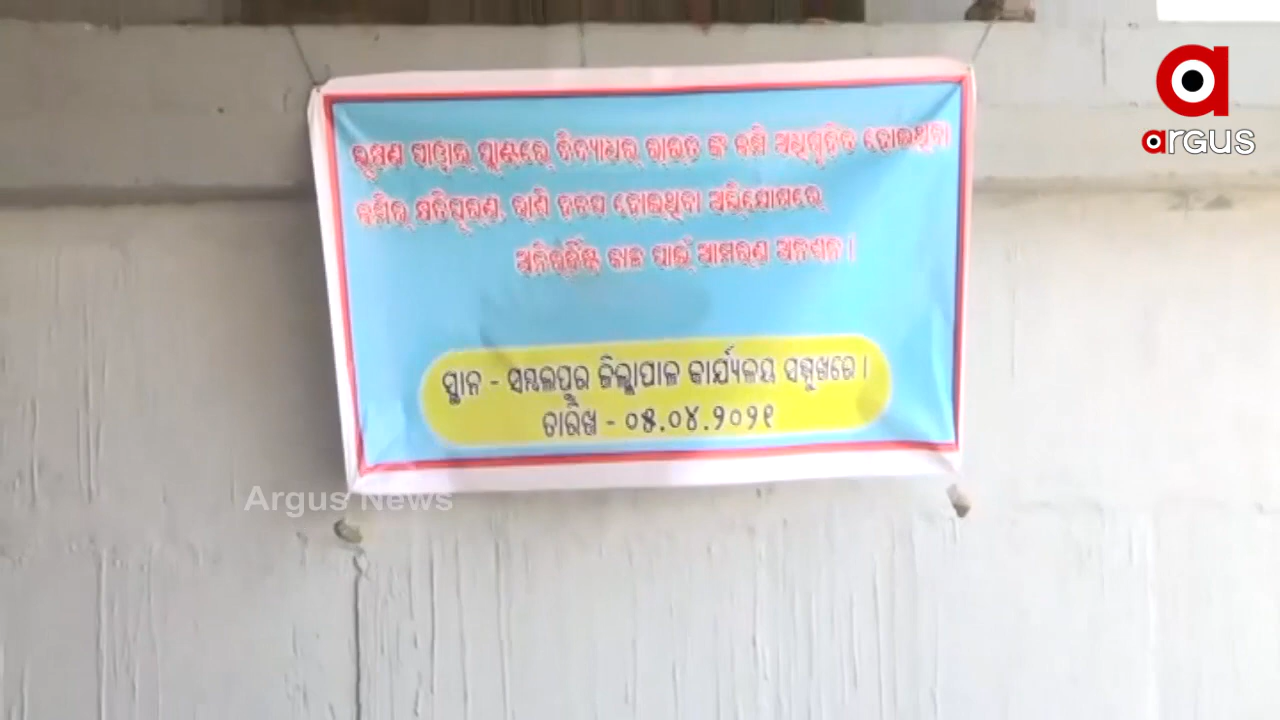 ଭୂଷଣ ପାଓ୍ବାର୍ ପ୍ଲାଣ୍ଟରେ ବିଦ୍ୟାଧର ରାଉତ ଙ୍କ ଜମି ଅଧିଗ୍ରହିତ ହୋଇଥିବା
ଜମିର କ୍ଷତିପୂରଣ, ରାଶି ହଡପ ହୋଇଥିବା ଅଭିଯୋଗରେ
ଅନିର୍ଦ୍ଦିଷ୍ଟ କାଳ ପାଇଁ ଆମରଣ ଅନଶନ ।
ସ୍ଥାନ - ସମ୍ବଲପୁର ଜିଲ୍ଲାପାଳ କାର୍ଯ୍ୟଳୟ ସମ୍ମୁଖରେ ।
ତାରିଖ - ୦୫.୦୪.୨୦୨୧
argus
Argus News